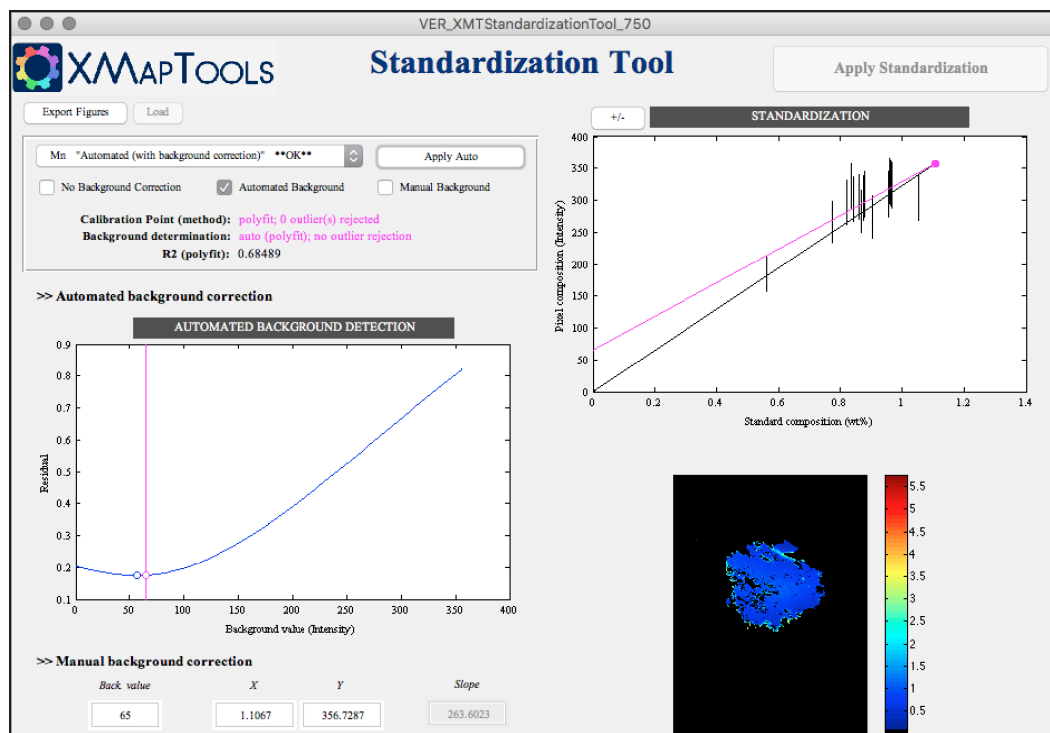 VER_XMTStandardizationTool_750
XMAPTOOLS
Standardization Tool
Apply Standardization
Export Figures
Load
Mn "Automated (with background correction)" **OK**
Apply Auto
No Background Correction
Automated Background
Manual Background
Calibration Point (method): polyfit; 0 outlier(s) rejected
Background determination: auto (polyfit); no outlier rejection
R2 (polyfit): 0.68489
>> Automated background correction
AUTOMATED BACKGROUND DETECTION
0.9
0.8
0.7
0.6
0.5
0.4
0.3
0.2
0.1
Residual
0 50 100 150 200 250 300 350 400
Background value (Intensity)
>> Manual background correction
Back. value X Y Slope
65 1.1067 356.7287 263.6023
+/-
STANDARDIZATION
400
350
300
250
200
150
100
50
0
Pixel composition (Intensity)
0 0.2 0.4 0.6 0.8 1 1.2 1.4
Standard composition (wt%)
5.5
5
4.5
4
3.5
3
2.5
2
1.5
1
0.5